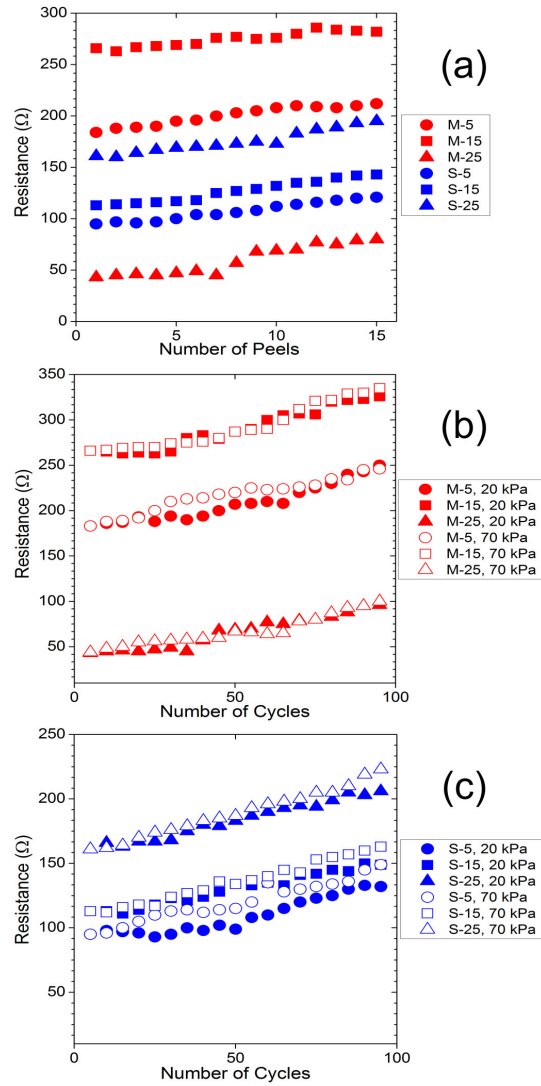 300
250
200
150
100
50
0
Resistance (Ω)
0 5 10 15
Number of Peels
(a)
M-5
M-15
M-25
S-5
S-15
S-25
350
300
250
200
150
100
50
Resistance (Ω)
0 50 100
Number of Cycles
(b)
M-5, 20 kPa
M-15, 20 kPa
M-25, 20 kPa
M-5, 70 kPa
M-15, 70 kPa
M-25, 70 kPa
250
200
150
100
50
Resistance (Ω)
0 50 100
Number of Cycles
(c)
S-5, 20 kPa
S-15, 20 kPa
S-25, 20 kPa
S-5, 70 kPa
S-15, 70 kPa
S-25, 70 kPa